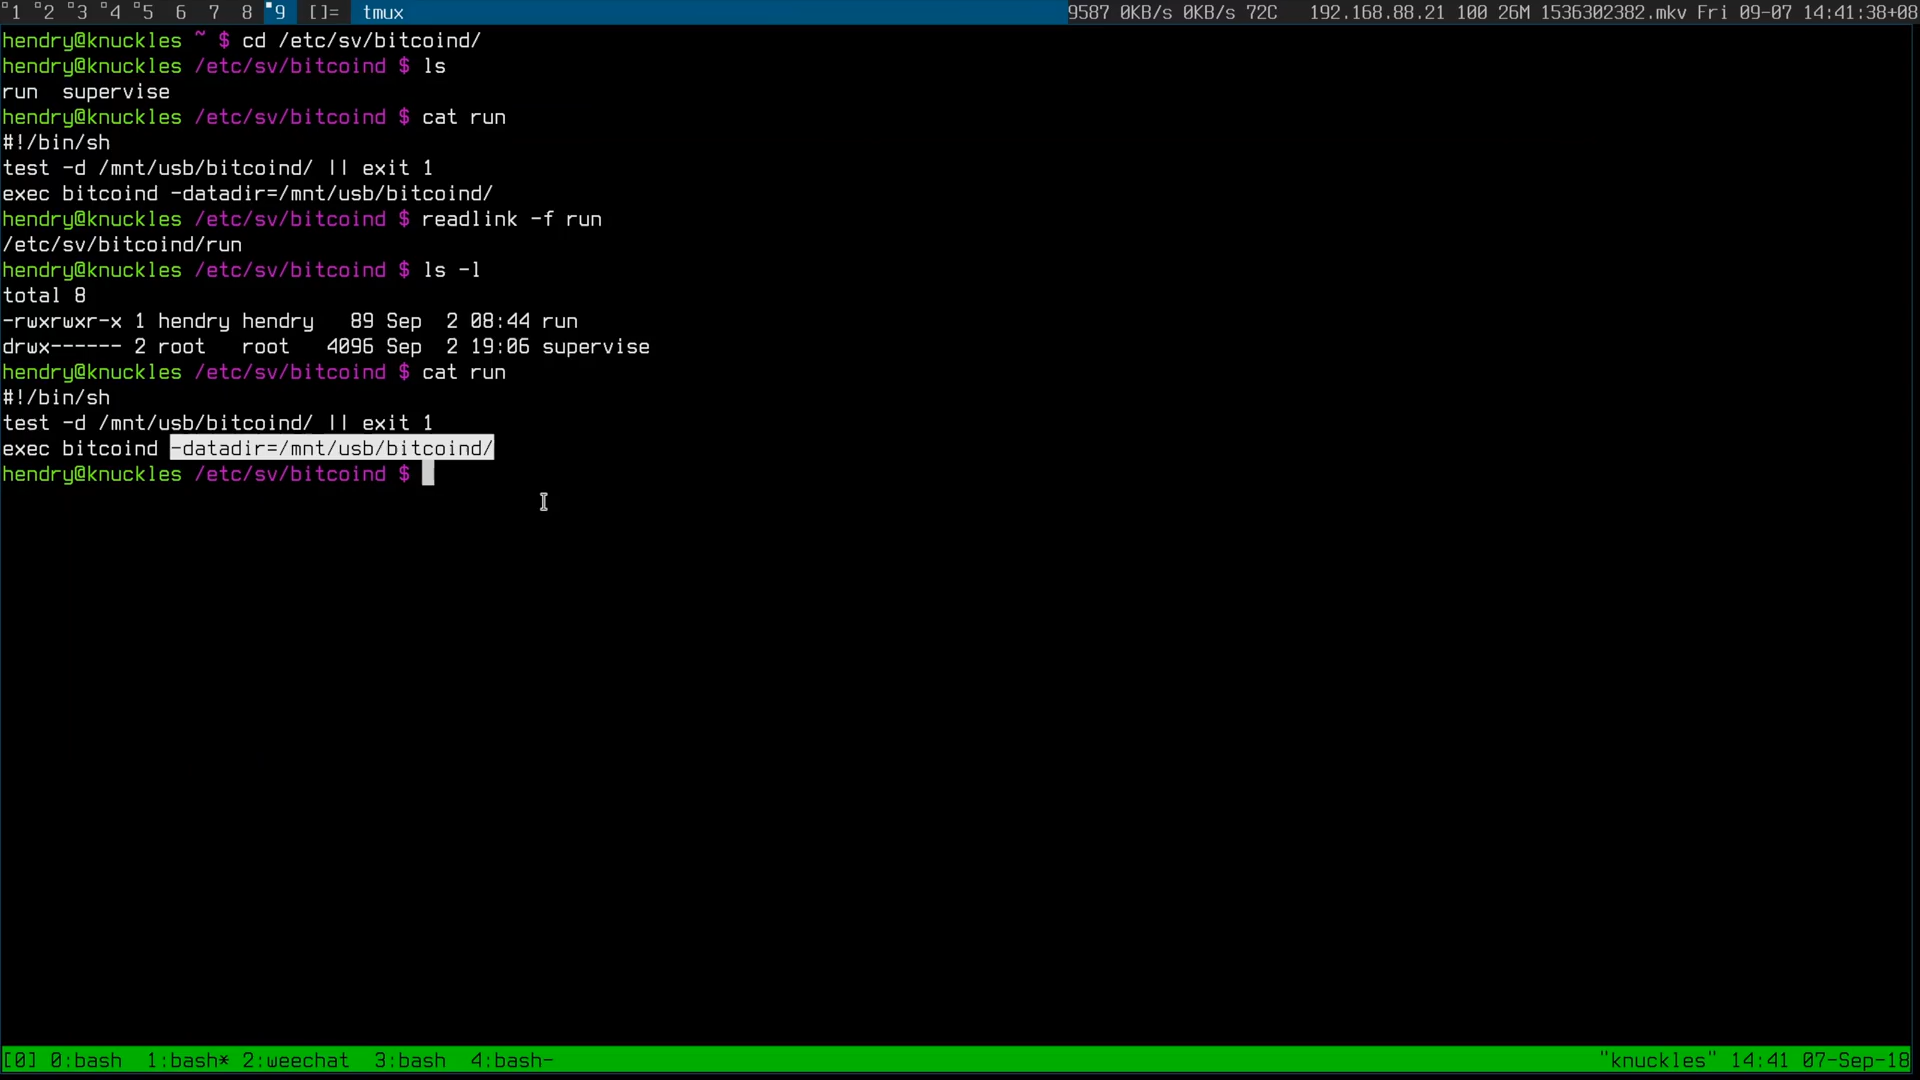 1 2 3 4 5 6 7 8 9 []= tmux 9587 0KB/s 0KB/s 72C 192.168.88.21 100 26M 1536302382.mkv Fri 09-07 14:41:38+08
hendry@knuckles ~ $ cd /etc/sv/bitcoind/
hendry@knuckles /etc/sv/bitcoind $ ls
run  supervise
hendry@knuckles /etc/sv/bitcoind $ cat run
#!/bin/sh
test -d /mnt/usb/bitcoind/ || exit 1
exec bitcoind -datadir=/mnt/usb/bitcoind/
hendry@knuckles /etc/sv/bitcoind $ readlink -f run
/etc/sv/bitcoind/run
hendry@knuckles /etc/sv/bitcoind $ ls -l
total 8
-rwxrwxr-x 1 hendry hendry   89 Sep  2 08:44 run
drwx------ 2 root   root   4096 Sep  2 19:06 supervise
hendry@knuckles /etc/sv/bitcoind $ cat run
#!/bin/sh
test -d /mnt/usb/bitcoind/ || exit 1
exec bitcoind -datadir=/mnt/usb/bitcoind/
hendry@knuckles /etc/sv/bitcoind $
[0] 0:bash  1:bash* 2:weechat  3:bash  4:bash- "knuckles" 14:41 07-Sep-18